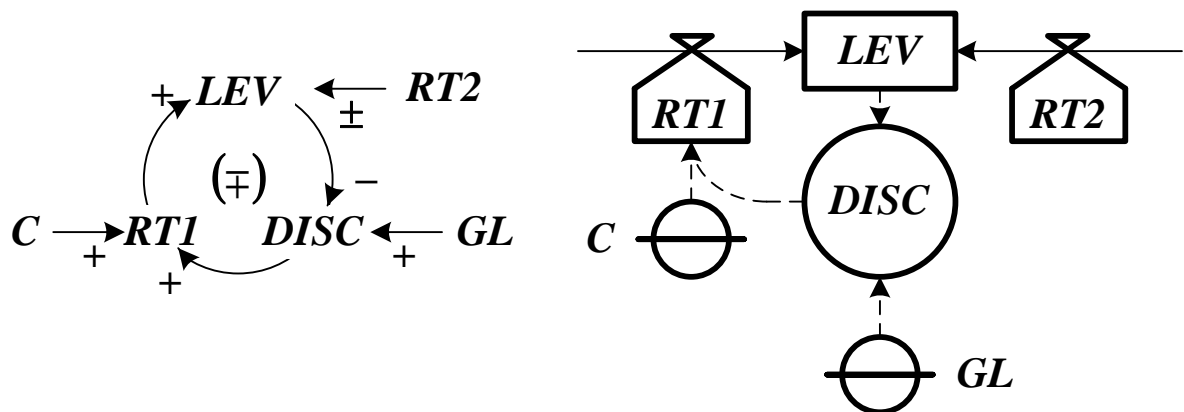 + LEV RT2
±
(∓) −
C RT1 DISC GL
+ + +
LEV
RT1 RT2
DISC
C
GL